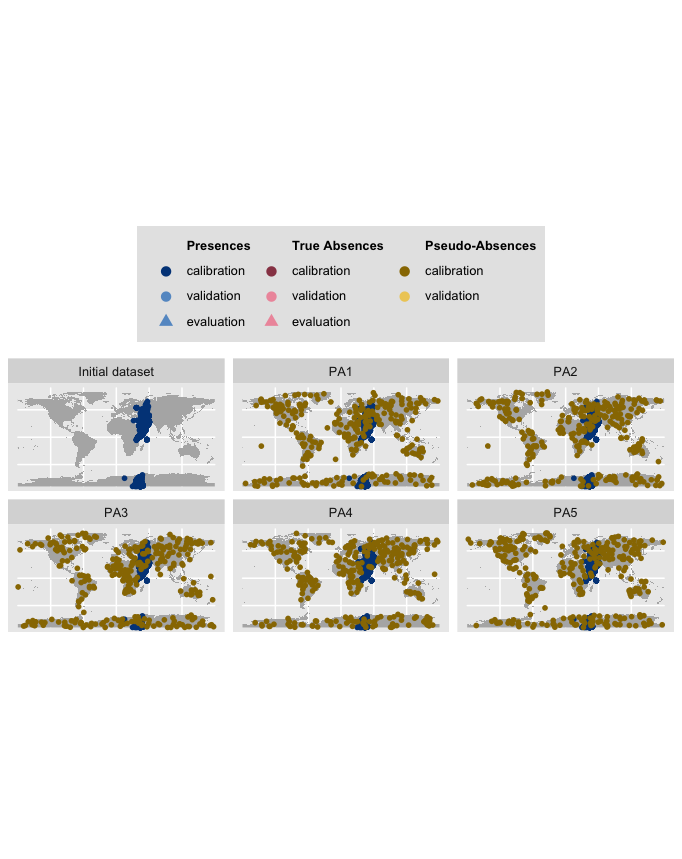 Presences True Absences Pseudo-Absences
calibration calibration calibration
validation validation validation
evaluation evaluation
Initial dataset PA1 PA2
PA3 PA4 PA5